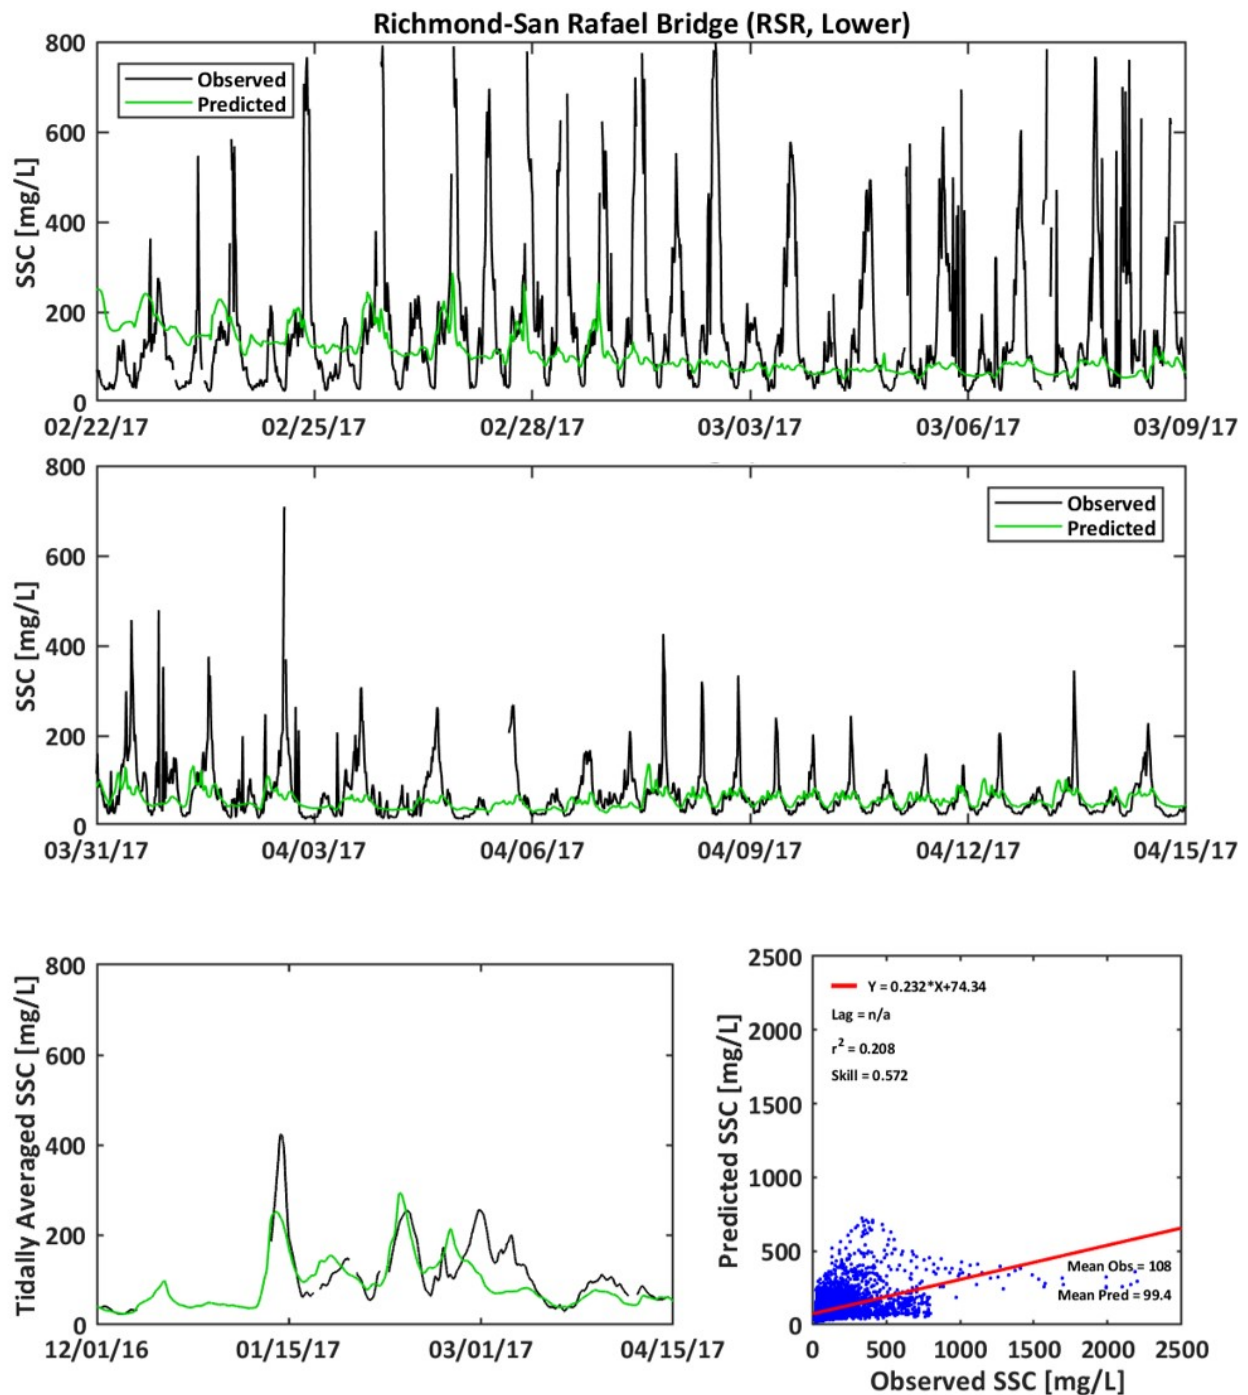 Richmond-San Rafael Bridge (RSR, Lower)
800
600
400
200
0
SSC [mg/L]
Observed
Predicted
02/22/17 02/25/17 02/28/17 03/03/17 03/06/17 03/09/17
800
600
400
200
0
SSC [mg/L]
Observed
Predicted
03/31/17 04/03/17 04/06/17 04/09/17 04/12/17 04/15/17
800
600
400
200
0
Tidally Averaged SSC [mg/L]
12/01/16 01/15/17 03/01/17 04/15/17
2500
2000
1500
1000
500
0
Predicted SSC [mg/L]
Y = 0.232*X+74.34
Lag = n/a
r² = 0.208
Skill = 0.572
Mean Obs = 108
Mean Pred = 99.4
0 500 1000 1500 2000 2500
Observed SSC [mg/L]